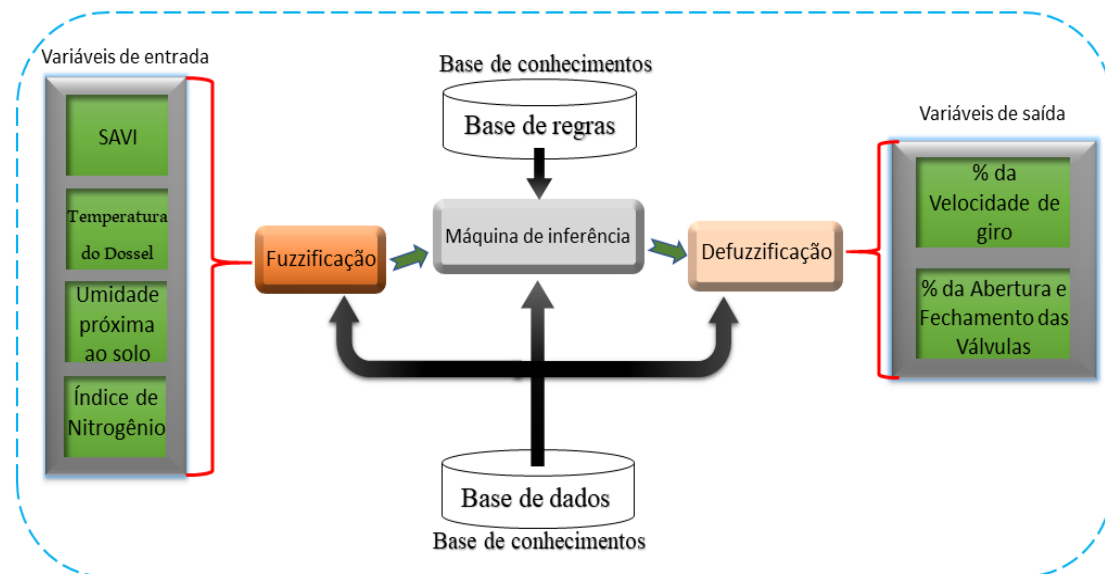 Variáveis de entrada
SAVI
Temperatura
do Dossel
Umidade
próxima
ao solo
Índice de
Nitrogênio
Fuzzificação
Base de conhecimentos
Base de regras
Máquina de inferência
Defuzzificação
Base de dados
Base de conhecimentos
Variáveis de saída
% da
Velocidade de
giro
% da Abertura e
Fechamento das
Válvulas